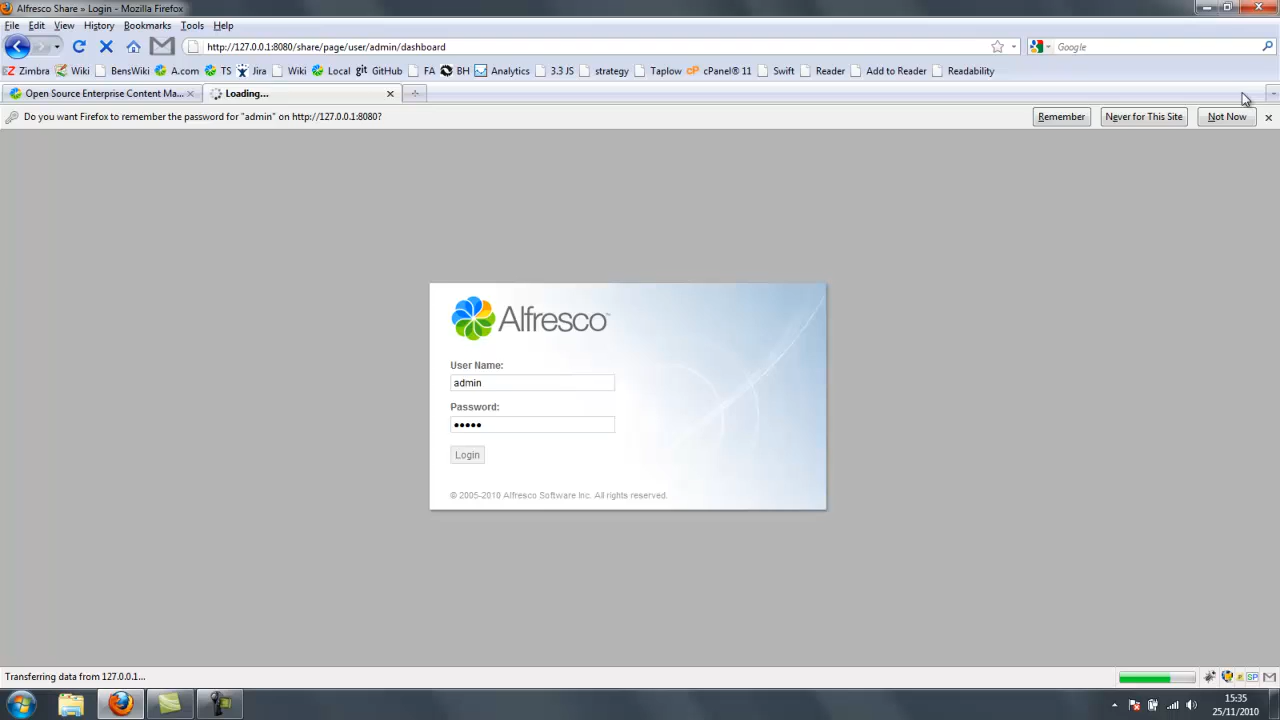 Alfresco Share » Login - Mozilla Firefox
File Edit View History Bookmarks Tools Help
http://127.0.0.1:8080/share/page/user/admin/dashboard
Google
Zimbra Wiki BensWiki A.com TS Jira Wiki Local git GitHub FA BH Analytics 3.3 JS strategy Taplow cP cPanel® 11 Swift Reader Add to Reader Readability
Open Source Enterprise Content Ma... Loading...
Do you want Firefox to remember the password for "admin" on http://127.0.0.1:8080? Remember Never for This Site Not Now
Alfresco™
User Name:
admin
Password:
•••••
Login
© 2005-2010 Alfresco Software Inc. All rights reserved.
Transferring data from 127.0.0.1...
SP
15:35
25/11/2010